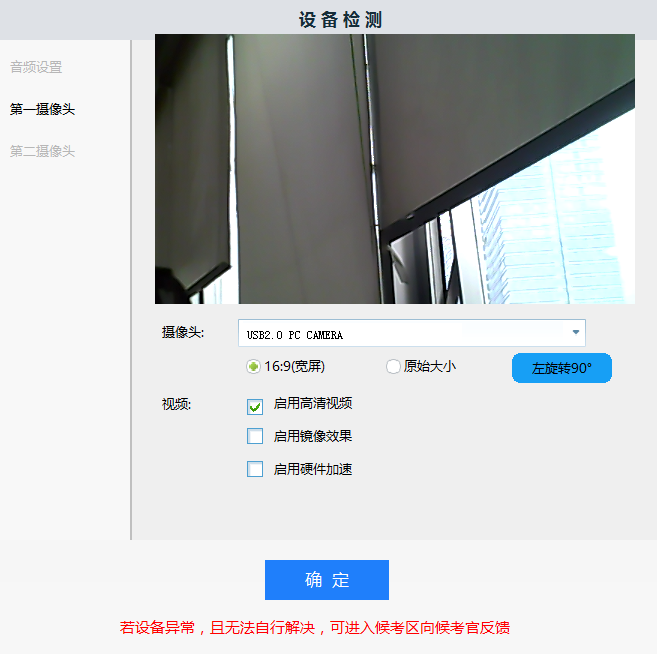 设备检测
音频设置
第一摄像头
第二摄像头
摄像头:
USB2.0 PC CAMERA
16:9(宽屏)
原始大小
左旋转90°
视频:
启用高清视频
启用镜像效果
启用硬件加速
确 定
若设备异常，且无法自行解决，可进入候考区向候考官反馈